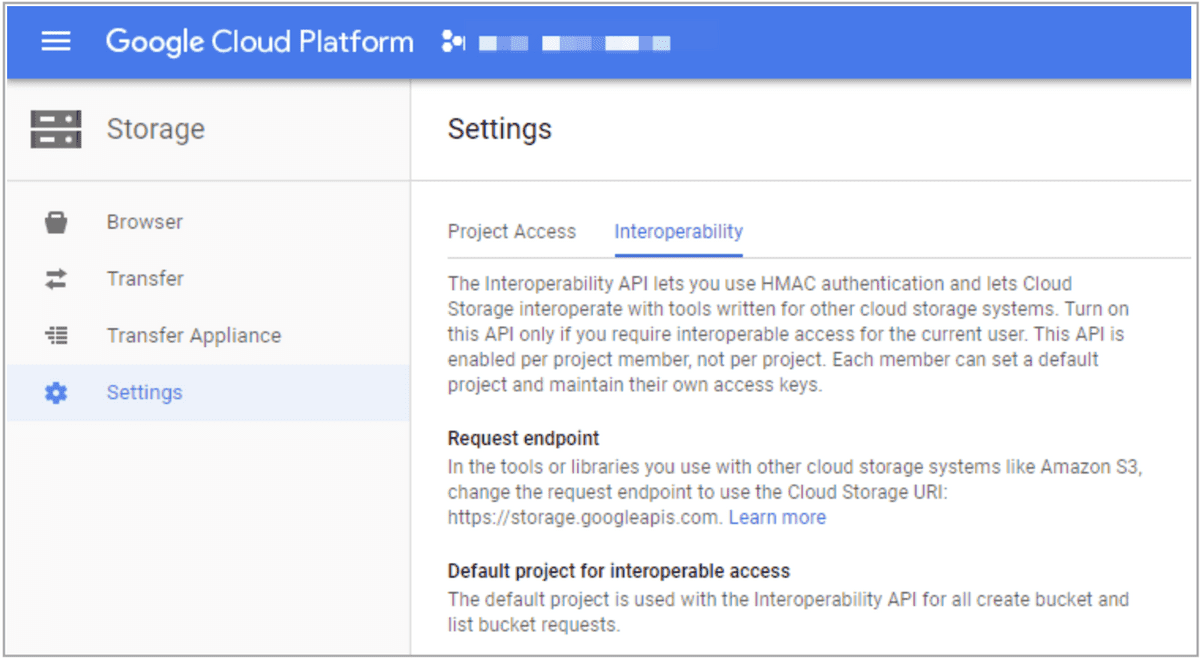 Google Cloud Platform
Storage
Settings
Browser
Transfer
Transfer Appliance
Settings
Project Access
Interoperability
The Interoperability API lets you use HMAC authentication and lets Cloud
Storage interoperate with tools written for other cloud storage systems. Turn on
this API only if you require interoperable access for the current user. This API is
enabled per project member, not per project. Each member can set a default
project and maintain their own access keys.
Request endpoint
In the tools or libraries you use with other cloud storage systems like Amazon S3,
change the request endpoint to use the Cloud Storage URI:
https://storage.googleapis.com. Learn more
Default project for interoperable access
The default project is used with the Interoperability API for all create bucket and
list bucket requests.